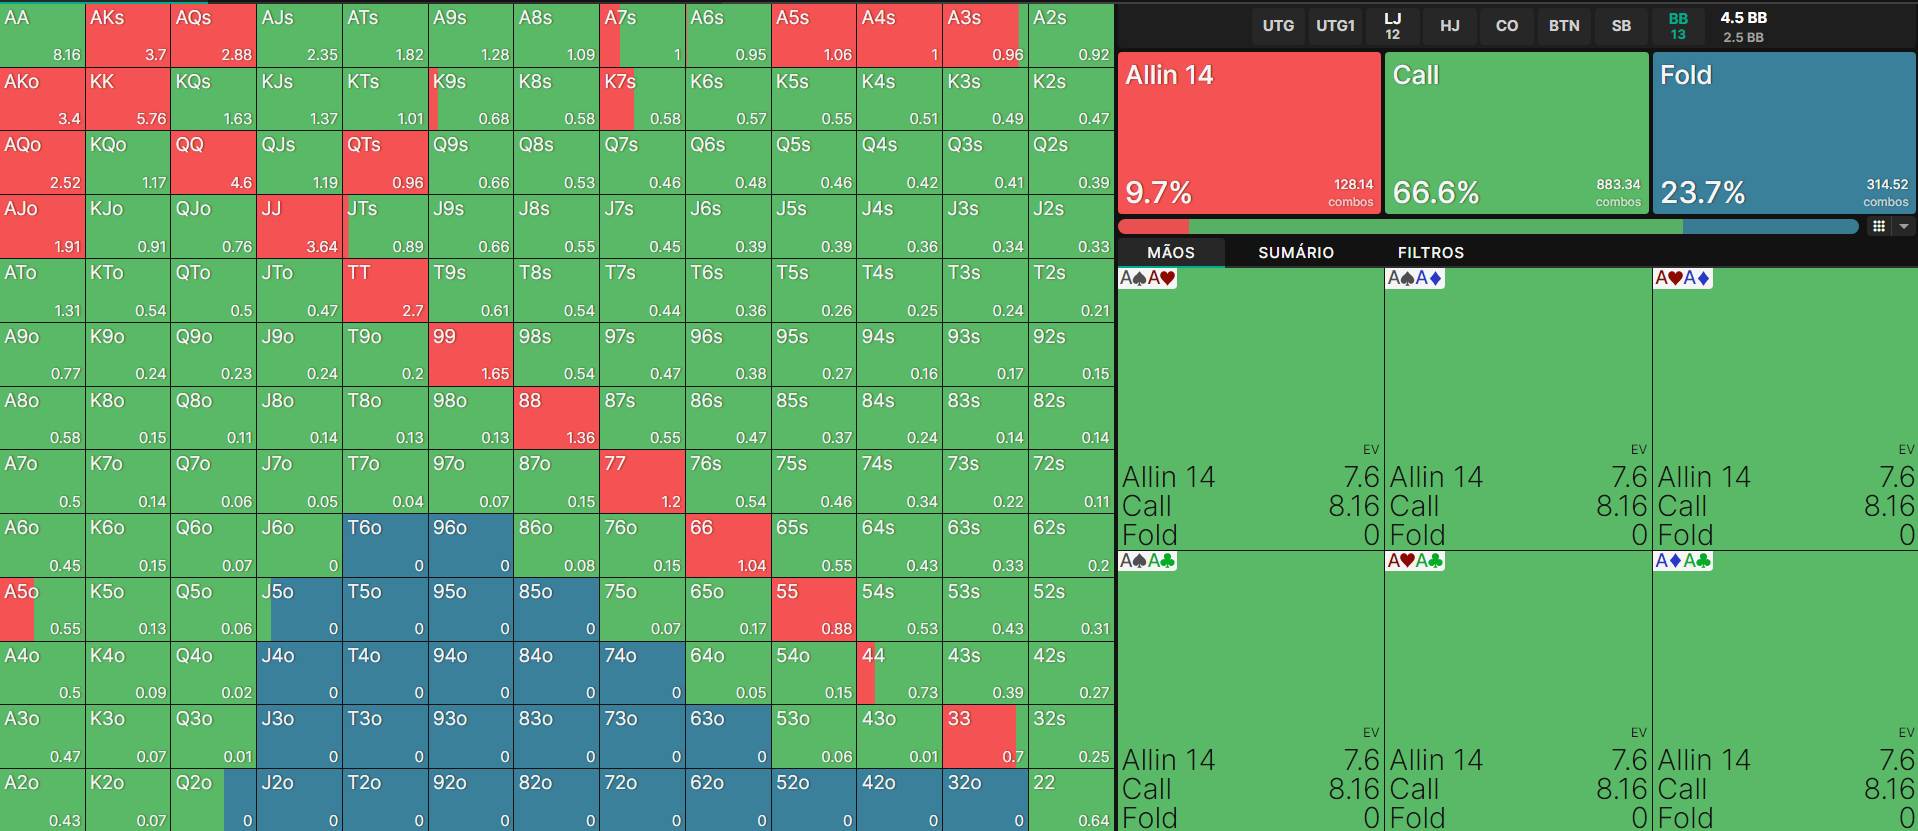 AA AKs AQs AJs ATs A9s A8s A7s A6s A5s A4s A3s A2s
8.16 3.7 2.88 2.35 1.82 1.28 1.09 1 0.95 1.06 1 0.96 0.92
AKo KK KQs KJs KTs K9s K8s K7s K6s K5s K4s K3s K2s
3.4 5.76 1.63 1.37 1.01 0.68 0.58 0.58 0.57 0.55 0.51 0.49 0.47
AQo KQo QQ QJs QTs Q9s Q8s Q7s Q6s Q5s Q4s Q3s Q2s
2.52 1.17 4.6 1.19 0.96 0.66 0.53 0.46 0.48 0.46 0.42 0.41 0.39
AJo KJo QJo JJ JTs J9s J8s J7s J6s J5s J4s J3s J2s
1.91 0.91 0.76 3.64 0.89 0.66 0.55 0.45 0.39 0.39 0.36 0.34 0.33
ATo KTo QTo JTo TT T9s T8s T7s T6s T5s T4s T3s T2s
1.31 0.54 0.5 0.47 2.7 0.61 0.54 0.44 0.36 0.26 0.25 0.24 0.21
A9o K9o Q9o J9o T9o 99 98s 97s 96s 95s 94s 93s 92s
0.77 0.24 0.23 0.24 0.2 1.65 0.54 0.47 0.38 0.27 0.16 0.17 0.15
A8o K8o Q8o J8o T8o 98o 88 87s 86s 85s 84s 83s 82s
0.58 0.15 0.11 0.14 0.13 0.13 1.36 0.55 0.47 0.37 0.24 0.14 0.14
A7o K7o Q7o J7o T7o 97o 87o 77 76s 75s 74s 73s 72s
0.5 0.14 0.06 0.05 0.04 0.07 0.15 1.2 0.54 0.46 0.34 0.22 0.11
A6o K6o Q6o J6o T6o 96o 86o 76o 66 65s 64s 63s 62s
0.45 0.15 0.07 0 0 0 0.08 0.15 1.04 0.55 0.43 0.33 0.2
A5o K5o Q5o J5o T5o 95o 85o 75o 65o 55 54s 53s 52s
0.55 0.13 0.06 0 0 0 0 0.07 0.17 0.88 0.53 0.43 0.31
A4o K4o Q4o J4o T4o 94o 84o 74o 64o 54o 44 43s 42s
0.5 0.09 0.02 0 0 0 0 0 0.05 0.15 0.73 0.39 0.27
A3o K3o Q3o J3o T3o 93o 83o 73o 63o 53o 43o 33 32s
0.47 0.07 0.01 0 0 0 0 0 0 0.06 0.01 0.7 0.25
A2o K2o Q2o J2o T2o 92o 82o 72o 62o 52o 42o 32o 22
0.43 0.07 0 0 0 0 0 0 0 0 0 0 0.64
UTG UTG1 LJ HJ CO BTN SB BB 4.5 BB
12 13 2.5 BB
Allin 14 Call Fold
9.7% 128.14 66.6% 883.34 23.7% 314.52
combos combos combos
MÃOS SUMÁRIO FILTROS
A♠A♥ A♠A♦ A♥A♦
EV EV EV
Allin 14 7.6 Allin 14 7.6 Allin 14 7.6
Call 8.16 Call 8.16 Call 8.16
Fold 0 Fold 0 Fold 0
A♠A♣ A♥A♣ A♦A♣
EV EV EV
Allin 14 7.6 Allin 14 7.6 Allin 14 7.6
Call 8.16 Call 8.16 Call 8.16
Fold 0 Fold 0 Fold 0